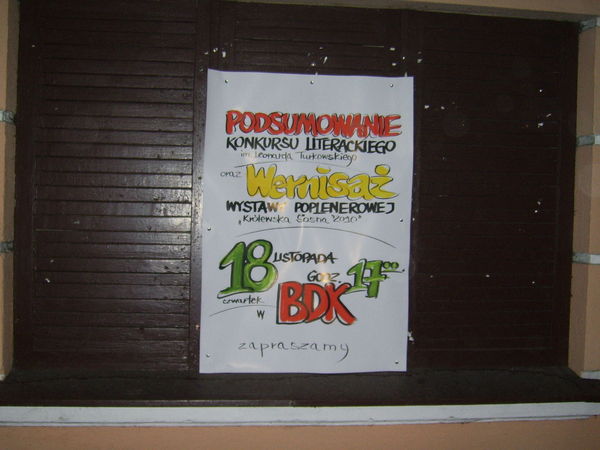 PODSUMOWANIE
KONKURSU LITERACKIEGO
im. Leonarda Turkowskiego
oraz Wernisaż
WYSTAWY POPLENEROWEJ
„Królewska Sosna '2010"
18 LISTOPADA
GODZ. 17 00
czwartek
w BDK
zapraszamy